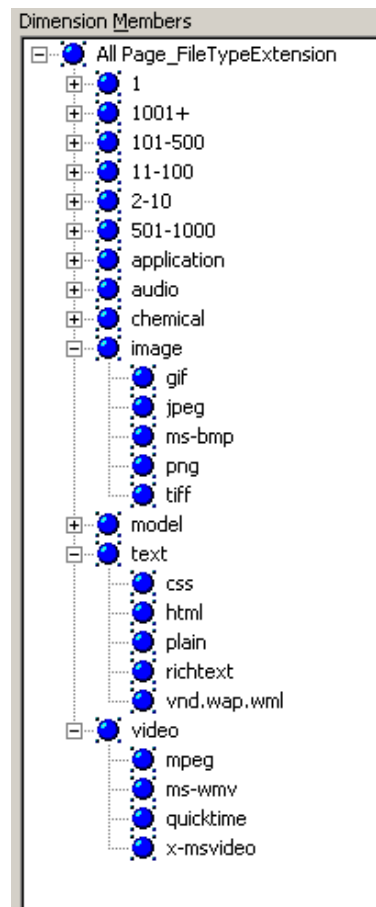 Dimension Members
All Page_FileTypeExtension
1
1001+
101-500
11-100
2-10
501-1000
application
audio
chemical
image
gif
jpeg
ms-bmp
png
tiff
model
text
css
html
plain
richtext
vnd.wap.wml
video
mpeg
ms-wmv
quicktime
x-msvideo